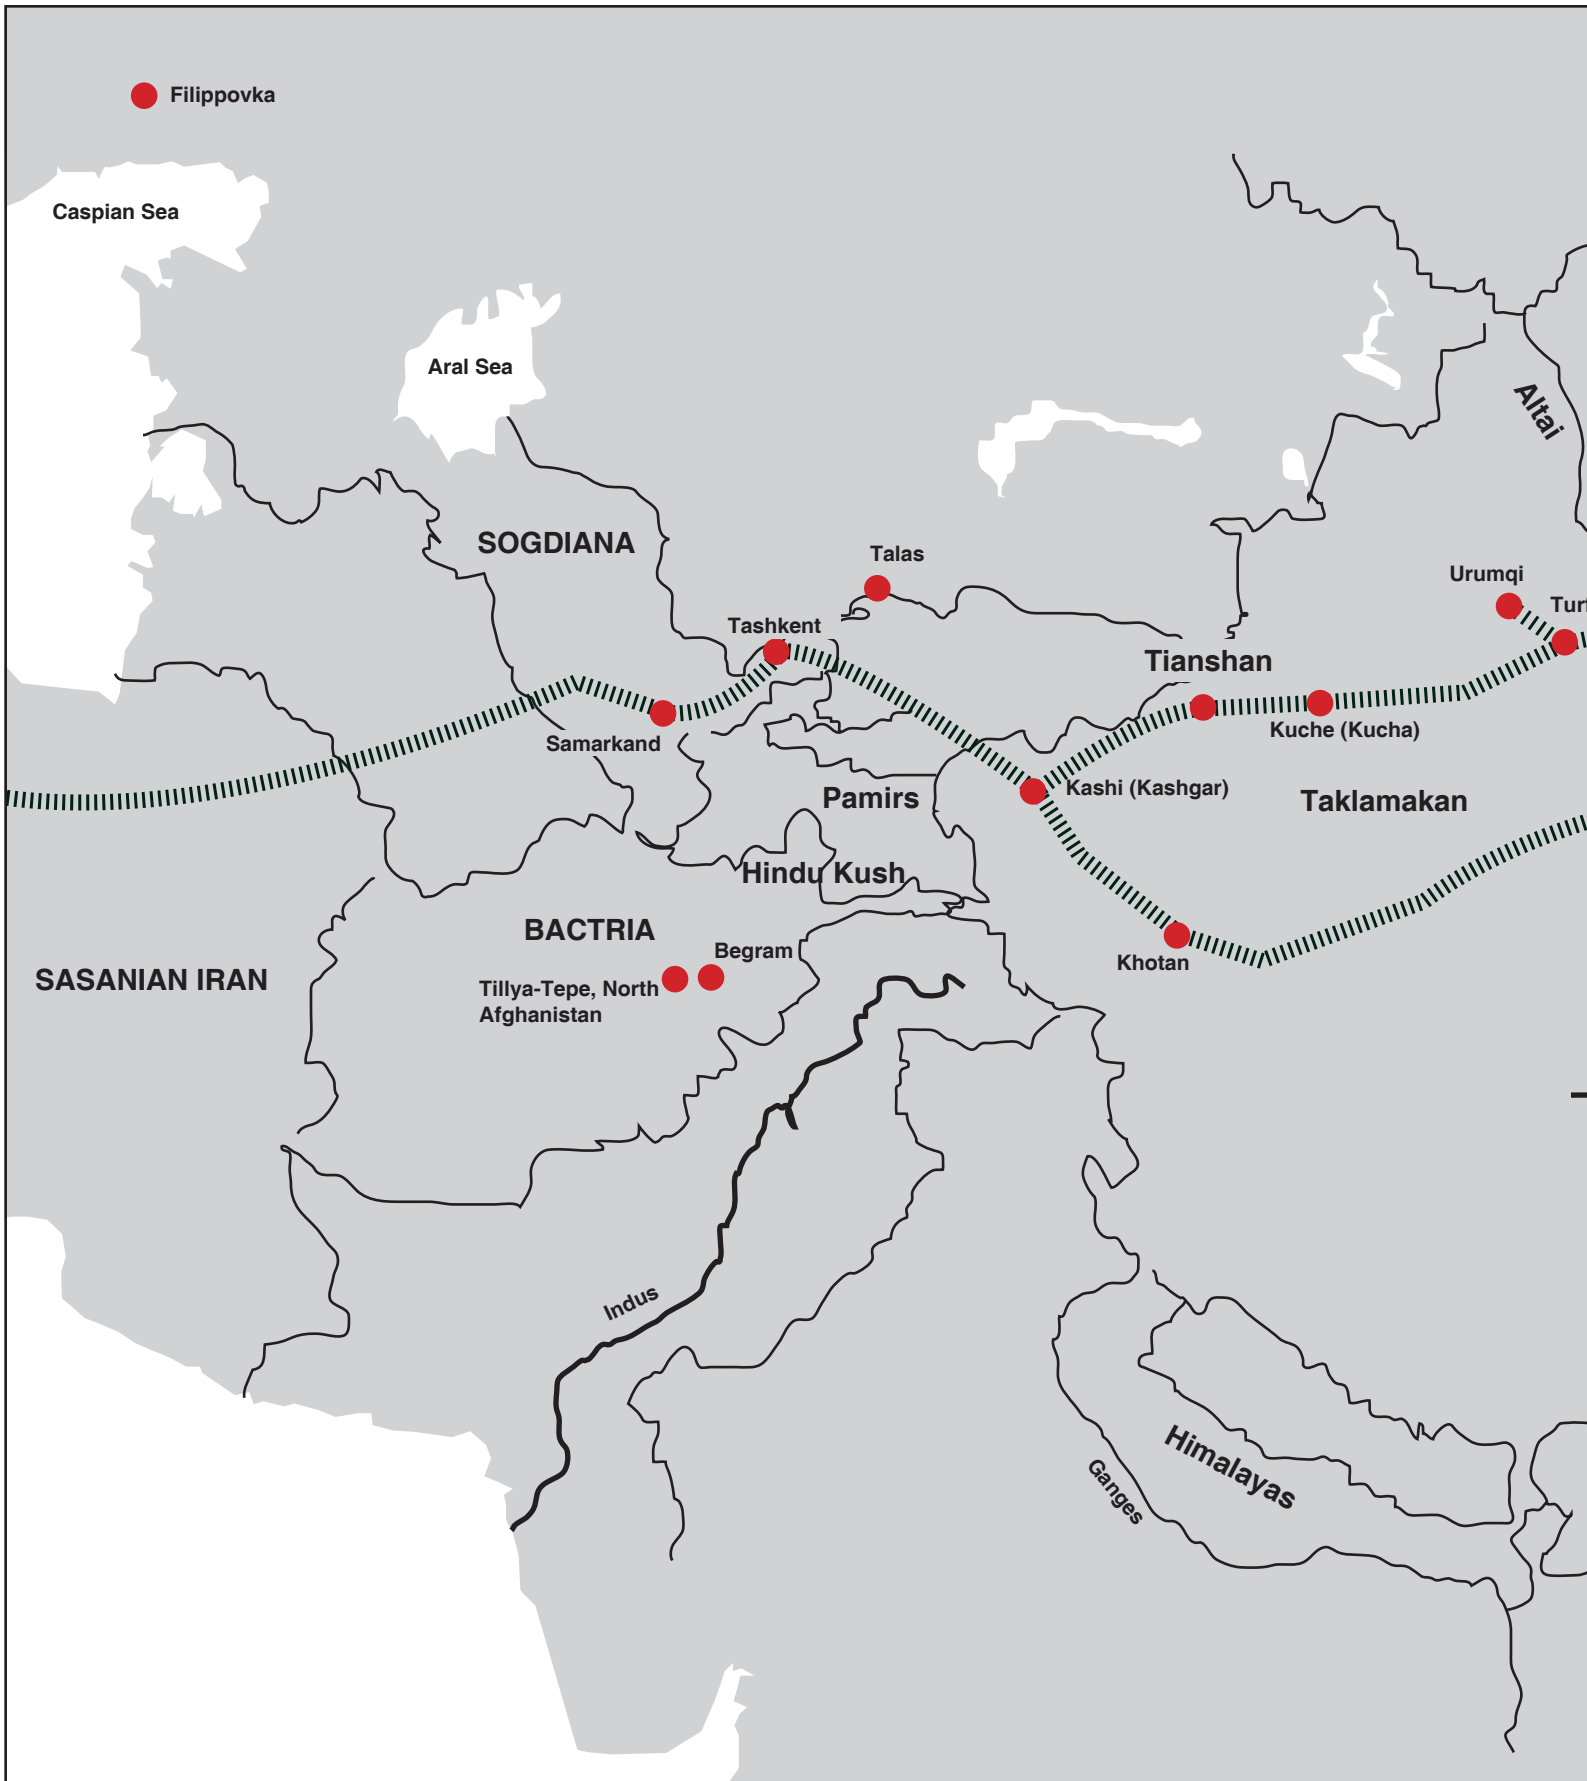 Filippovka
Caspian Sea
Aral Sea
Altai
SOGDIANA
Talas
Urumqi
Turf
Tashkent
Tianshan
Samarkand
Kuche (Kucha)
Kashi (Kashgar)
Pamirs
Taklamakan
Hindu Kush
BACTRIA
Begram
Khotan
SASANIAN IRAN
Tillya-Tepe, North
Afghanistan
Indus
Himalayas
Ganges